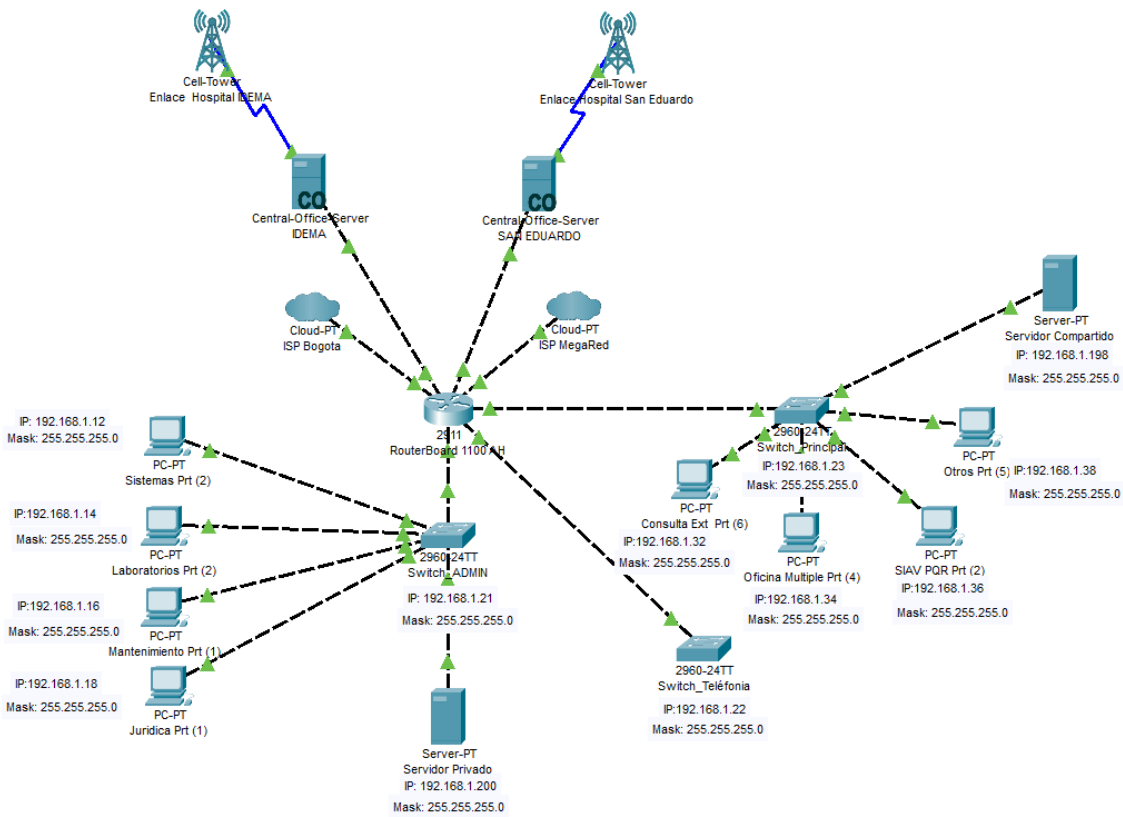 Cell-Tower
Enlace  Hospital IDEMA
Cell-Tower
Enlace Hospital San Eduardo
CO
Central-Office-Server
IDEMA
CO
Central-Office-Server
SAN EDUARDO
Cloud-PT
ISP Bogota
Cloud-PT
ISP MegaRed
Server-PT
Servidor Compartido
IP: 192.168.1.198
Mask: 255.255.255.0
2911
RouterBoard 1100 AH
2960-24TT
Switch_Principal
IP:192.168.1.23
Mask: 255.255.255.0
PC-PT
Otros Prt (5)
IP:192.168.1.38
Mask: 255.255.255.0
PC-PT
Consulta Ext  Prt (6)
IP:192.168.1.32
Mask: 255.255.255.0
PC-PT
Oficina Multiple Prt (4)
IP:192.168.1.34
Mask: 255.255.255.0
PC-PT
SIAV PQR Prt (2)
IP:192.168.1.36
Mask: 255.255.255.0
IP: 192.168.1.12
Mask: 255.255.255.0
PC-PT
Sistemas Prt (2)
IP:192.168.1.14
Mask: 255.255.255.0
PC-PT
Laboratorios Prt (2)
IP:192.168.1.16
Mask: 255.255.255.0
PC-PT
Mantenimiento Prt (1)
IP:192.168.1.18
Mask: 255.255.255.0
PC-PT
Juridica Prt (1)
2960-24TT
Switch_ADMIN
IP: 192.168.1.21
Mask: 255.255.255.0
2960-24TT
Switch_Teléfonia
IP:192.168.1.22
Mask: 255.255.255.0
Server-PT
Servidor Privado
IP: 192.168.1.200
Mask: 255.255.255.0